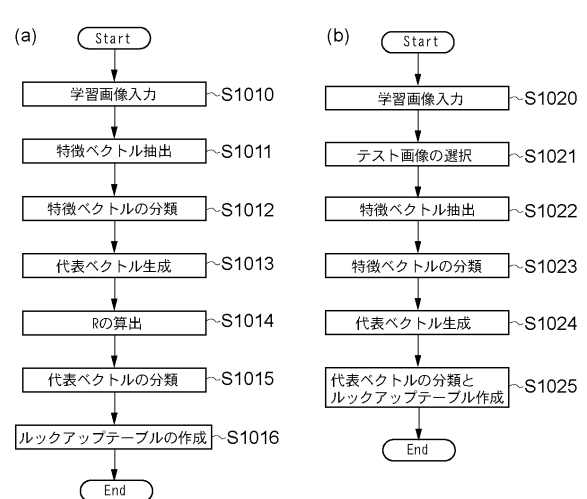 (a)
Start
学習画像入力
S1010
特徴ベクトル抽出
S1011
特徴ベクトルの分類
S1012
代表ベクトル生成
S1013
Rの算出
S1014
代表ベクトルの分類
S1015
ルックアップテーブルの作成
S1016
End
(b)
Start
学習画像入力
S1020
テスト画像の選択
S1021
特徴ベクトル抽出
S1022
特徴ベクトルの分類
S1023
代表ベクトル生成
S1024
代表ベクトルの分類と
ルックアップテーブル作成
S1025
End